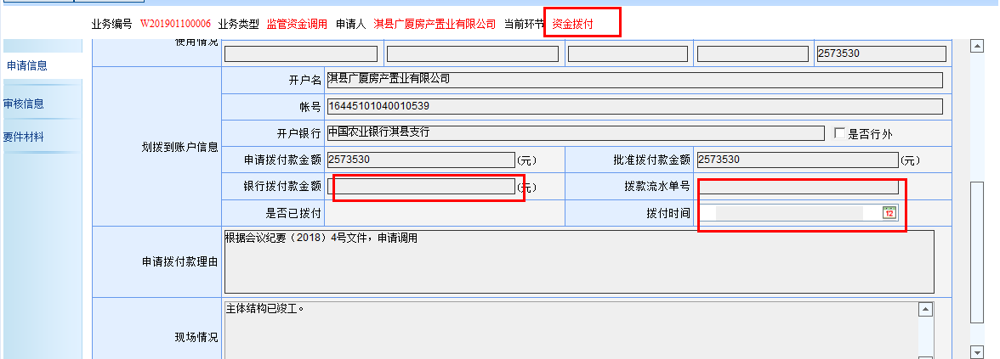 业务编号 W201901100006 业务类型 监管资金调用 申请人 淇县广厦房产置业有限公司 当前环节 资金拨付
申请信息
审核信息
要件材料
使用情况
2573530
划拨到账户信息
开户名 淇县广厦房产置业有限公司
帐号 16445101040010539
开户银行 中国农业银行淇县支行 是否行外
申请拨付款金额 2573530 (元) 批准拨付款金额 2573530 (元)
银行拨付款金额 (元) 拨款流水单号
是否已拨付 拨付时间 12
申请拨付款理由 根据会议纪要（2018）4号文件，申请调用
现场情况 主体结构已竣工。